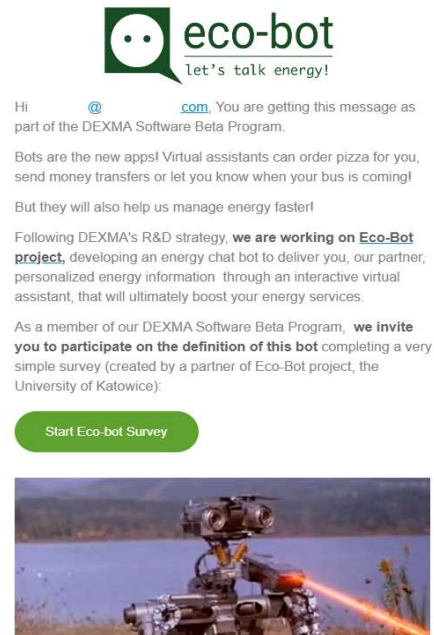 eco-bot
let's talk energy!
Hi @ com, You are getting this message as
part of the DEXMA Software Beta Program.
Bots are the new apps! Virtual assistants can order pizza for you,
send money transfers or let you know when your bus is coming!
But they will also help us manage energy faster!
Following DEXMA's R&D strategy, we are working on Eco-Bot
project, developing an energy chat bot to deliver you, our partner,
personalized energy information through an interactive virtual
assistant, that will ultimately boost your energy services.
As a member of our DEXMA Software Beta Program, we invite
you to participate on the definition of this bot completing a very
simple survey (created by a partner of Eco-Bot project, the
University of Katowice):
Start Eco-bot Survey